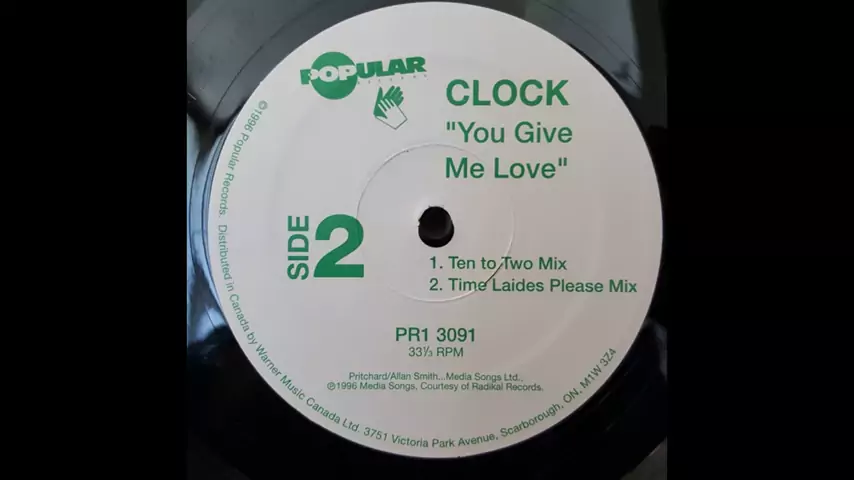 POPULAR
RECORDS
CLOCK
"You Give
Me Love"
SIDE 2
1. Ten to Two Mix
2. Time Laides Please Mix
PR1 3091
33⅓ RPM
Pritchard/Allan Smith...Media Songs Ltd.,
℗1996 Media Songs, Courtesy of Radikal Records.
©1996 Popular Records. Distributed in Canada by Warner Music Canada Ltd. 3751 Victoria Park Avenue, Scarborough, ON. M1W 3Z4